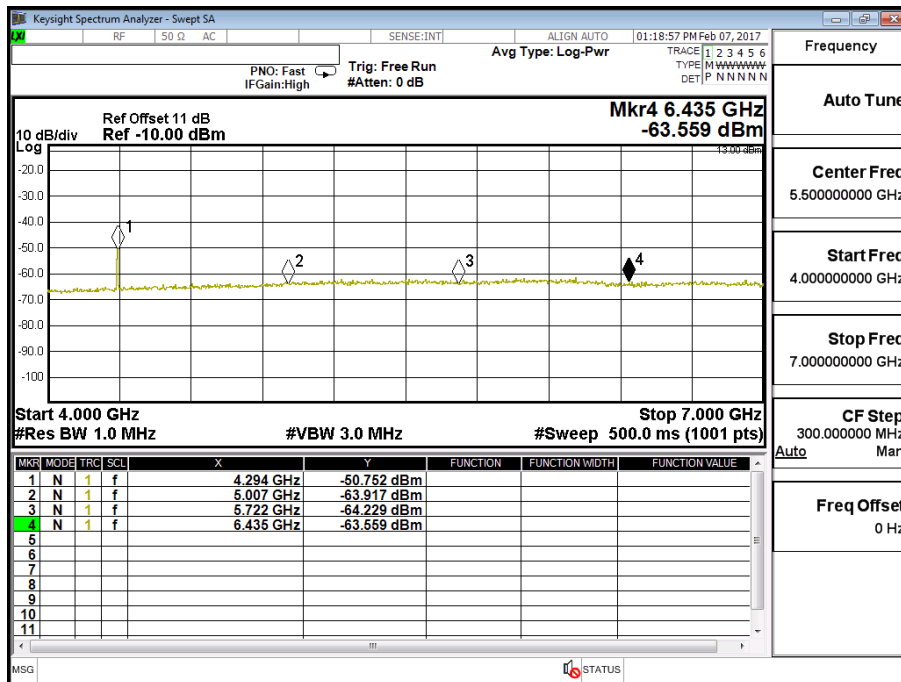 Keysight Spectrum Analyzer - Swept SA
LXI RF 50 Ω AC SENSE:INT ALIGN AUTO 01:18:57 PM Feb 07, 2017
Avg Type: Log-Pwr
TRACE 1 2 3 4 5 6
TYPE M W W W W W
DET P N N N N N
PNO: Fast
IFGain:High
Trig: Free Run
#Atten: 0 dB
Mkr4 6.435 GHz
-63.559 dBm
Ref Offset 11 dB
10 dB/div Ref -10.00 dBm
Log
13.00 dBm
-20.0
-30.0
-40.0
-50.0
-60.0
-70.0
-80.0
-90.0
-100
1
2
3
4
Start 4.000 GHz Stop 7.000 GHz
#Res BW 1.0 MHz #VBW 3.0 MHz #Sweep 500.0 ms (1001 pts)
MKR MODE TRC SCL X Y FUNCTION FUNCTION WIDTH FUNCTION VALUE
1 N 1 f 4.294 GHz -50.752 dBm
2 N 1 f 5.007 GHz -63.917 dBm
3 N 1 f 5.722 GHz -64.229 dBm
4 N 1 f 6.435 GHz -63.559 dBm
5
6
7
8
9
10
11
MSG STATUS
Frequency
Auto Tune
Center Freq
5.500000000 GHz
Start Freq
4.000000000 GHz
Stop Freq
7.000000000 GHz
CF Step
300.000000 MHz
Auto Man
Freq Offset
0 Hz